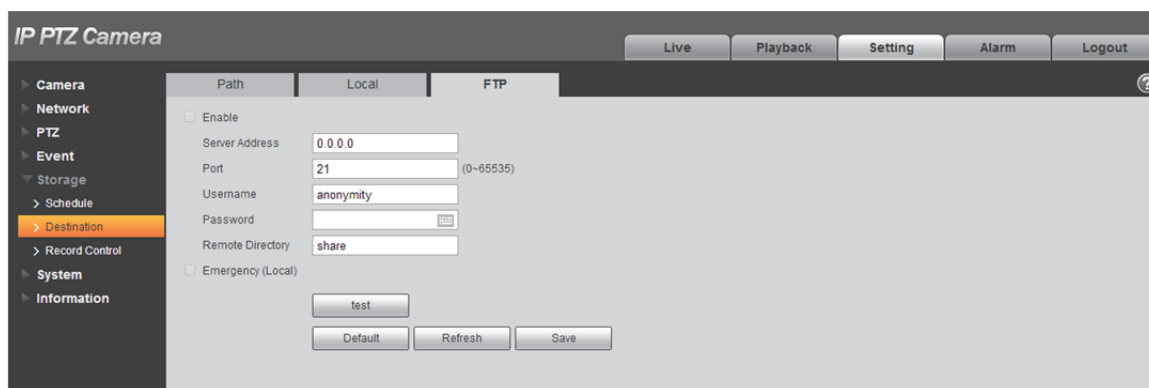 IP PTZ Camera
Live Playback Setting Alarm Logout
Camera
Network
PTZ
Event
Storage
Schedule
Destination
Record Control
System
Information
Path Local FTP
?
Enable
Server Address 0.0.0.0
Port 21 (0~65535)
Username anonymity
Password
Remote Directory share
Emergency (Local)
test
Default Refresh Save